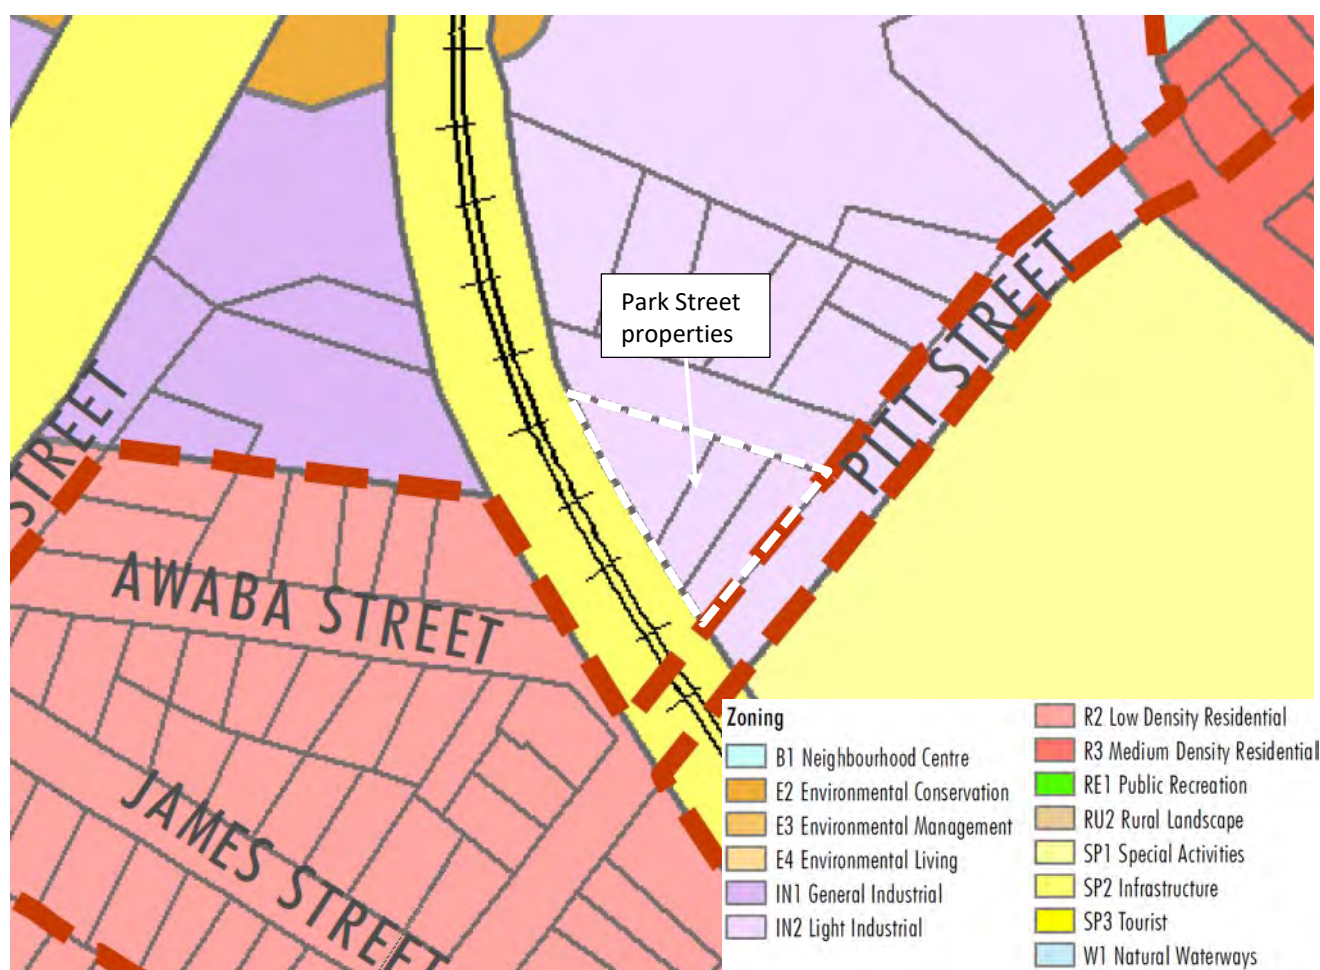 Park Street
properties
PITT STREET
STREET
AWABA STREET
JAMES STREET
Zoning
B1 Neighbourhood Centre
E2 Environmental Conservation
E3 Environmental Management
E4 Environmental Living
IN1 General Industrial
IN2 Light Industrial
R2 Low Density Residential
R3 Medium Density Residential
RE1 Public Recreation
RU2 Rural Landscape
SP1 Special Activities
SP2 Infrastructure
SP3 Tourist
W1 Natural Waterways